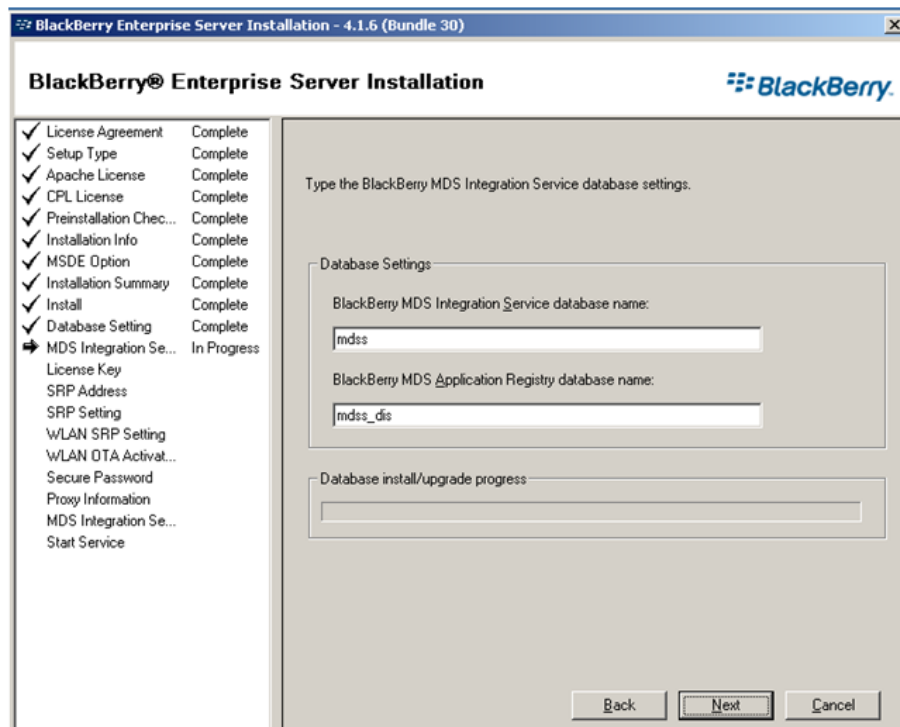 BlackBerry Enterprise Server Installation - 4.1.6 (Bundle 30)
BlackBerry® Enterprise Server Installation
BlackBerry.
License Agreement Complete
Setup Type Complete
Apache License Complete
CPL License Complete
Preinstallation Chec... Complete
Installation Info Complete
MSDE Option Complete
Installation Summary Complete
Install Complete
Database Setting Complete
MDS Integration Se... In Progress
License Key
SRP Address
SRP Setting
WLAN SRP Setting
WLAN OTA Activat...
Secure Password
Proxy Information
MDS Integration Se...
Start Service
Type the BlackBerry MDS Integration Service database settings.
Database Settings
BlackBerry MDS Integration Service database name:
mdss
BlackBerry MDS Application Registry database name:
mdss_dis
Database install/upgrade progress
Back Next Cancel